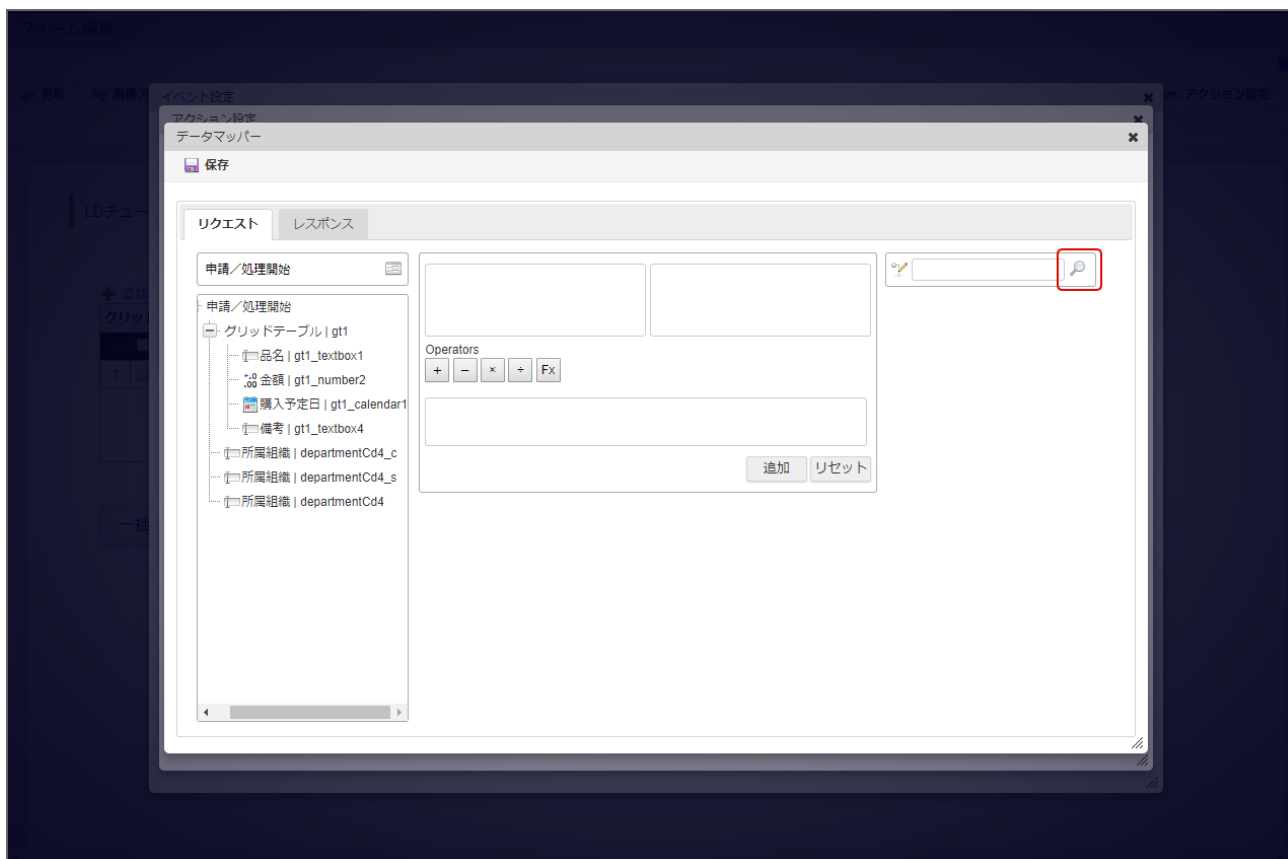 フォーム編集
更新
画像ア
アクション設定
イベント設定
アクション設定
データマッパー
保存
LDチュー
リクエスト
レスポンス
申請/処理開始
申請/処理開始
グリッドテーブル | gt1
品名 | gt1_textbox1
金額 | gt1_number2
購入予定日 | gt1_calendar1
備考 | gt1_textbox4
所属組織 | departmentCd4_c
所属組織 | departmentCd4_s
所属組織 | departmentCd4
Operators
+ − × ÷ Fx
追加
リセット
追加
グリッ
1
一括